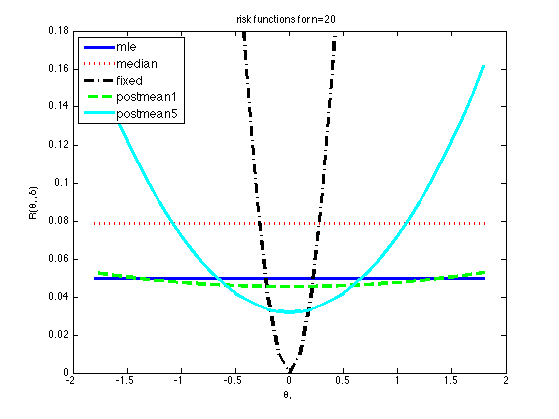 risk functions for n=20
0.18
0.16
0.14
0.12
0.1
0.08
0.06
0.04
0.02
0
R(θ*,δ)
mle
median
fixed
postmean1
postmean5
-2 -1.5 -1 -0.5 0 0.5 1 1.5 2
θ*